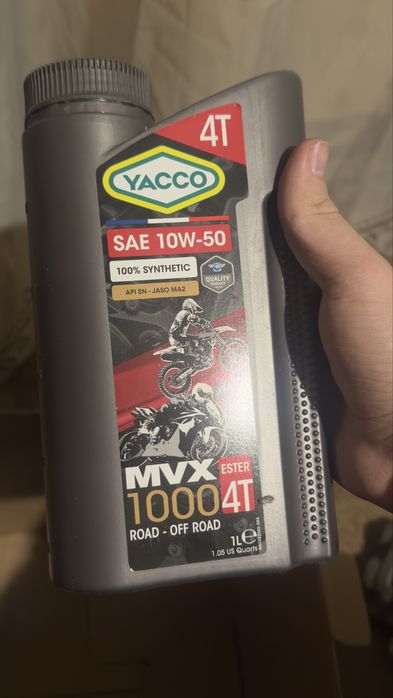 4T
YACCO
SAE 10W-50
100% SYNTHETIC
QUALITY
PRODUCT
API SN - JASO MA2
MVX
ESTER
1000 4T
ROAD - OFF ROAD
1L e
1.05 US Quarts